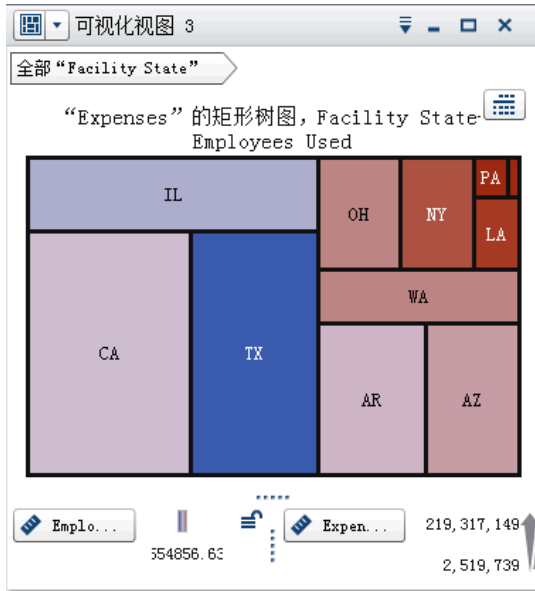 可视化视图 3
全部“Facility State”
“Expenses”的矩形树图，Facility State
Employees Used
IL
OH
NY
PA
LA
WA
CA
TX
AR
AZ
Emplo...
554856.63
Expen...
219,317,149
2,519,739